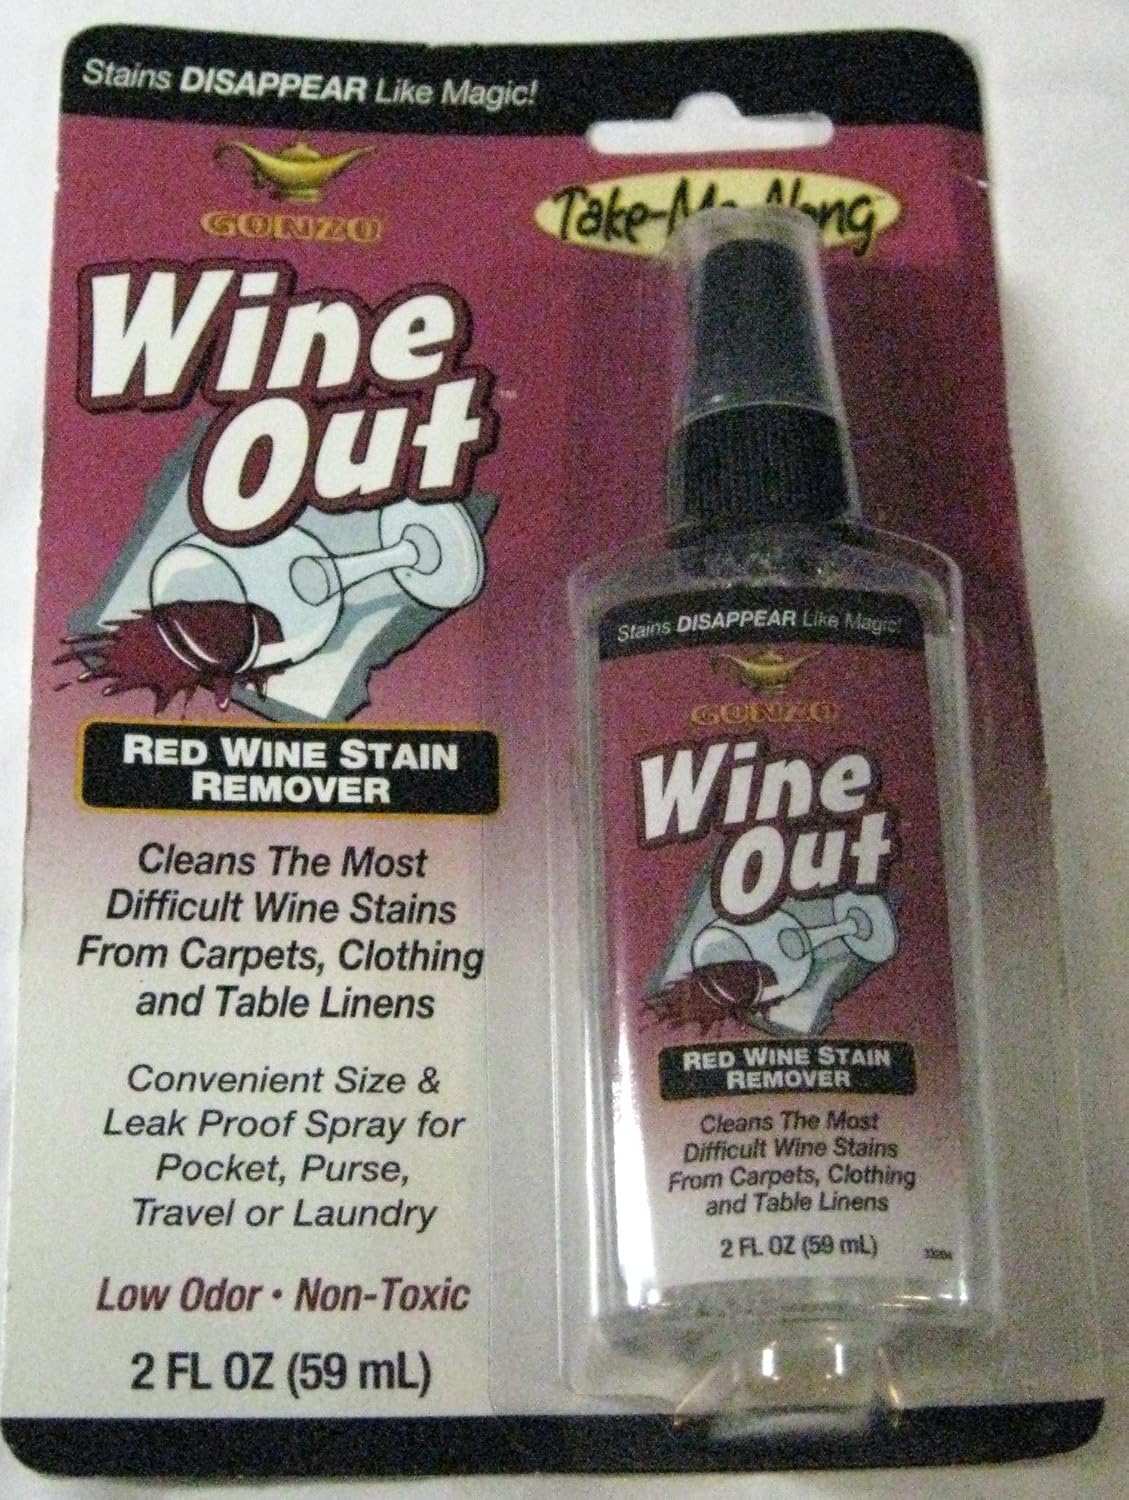 Stains DISAPPEAR Like Magic!
GONZO
Take-Me Along
Wine
Out™
RED WINE STAIN
REMOVER
Cleans The Most
Difficult Wine Stains
From Carpets, Clothing
and Table Linens
Convenient Size &
Leak Proof Spray for
Pocket, Purse,
Travel or Laundry
Low Odor • Non-Toxic
2 FL OZ (59 mL)
Stains DISAPPEAR Like Magic!
GONZO
Wine
Out
RED WINE STAIN
REMOVER
Cleans The Most
Difficult Wine Stains
From Carpets, Clothing
and Table Linens
2 FL OZ (59 mL)